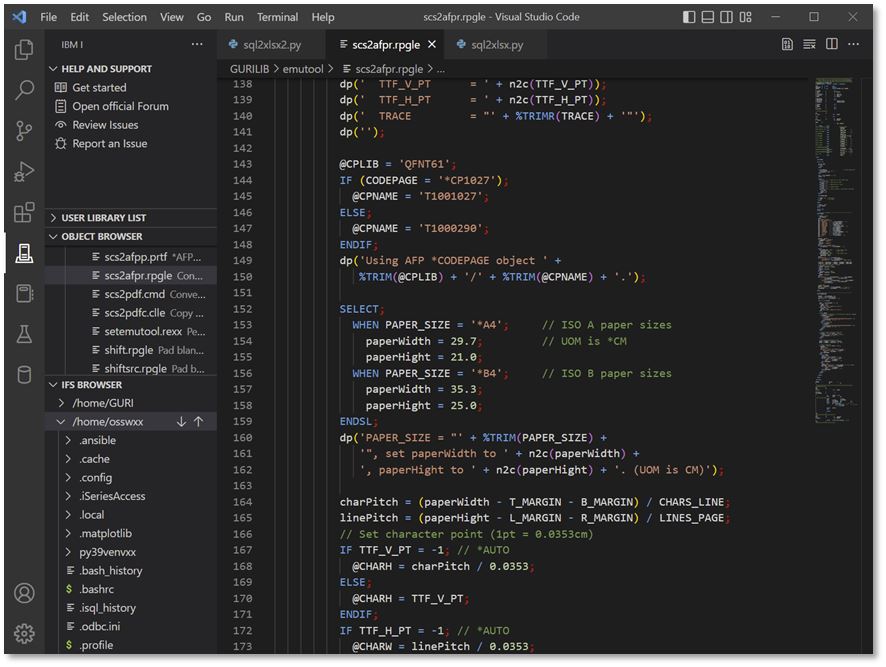 File Edit Selection View Go Run Terminal Help scs2afpr.rpgle - Visual Studio Code
IBM I ···
HELP AND SUPPORT
Get started
Open official Forum
Review Issues
Report an Issue
USER LIBRARY LIST
OBJECT BROWSER
scs2afpp.prtf *AFP...
scs2afpr.rpgle Con...
scs2pdf.cmd Conve...
scs2pdfc.clle Copy ...
setemutool.rexx Pe...
shift.rpgle Pad blan...
shiftsrc.rpgle Pad b...
IFS BROWSER
/home/GURI
/home/osswxx
.ansible
.cache
.config
.iSeriesAccess
.local
.matplotlib
py39venvxx
.bash_history
$ .bashrc
.isql_history
.odbc.ini
$ .profile
sql2xlsx2.py scs2afpr.rpgle sql2xlsx.py
GURILIB > emutool > scs2afpr.rpgle > ...
138 dp('  TTF_V_PT     = ' + n2c(TTF_V_PT));
139 dp('  TTF_H_PT     = ' + n2c(TTF_H_PT));
140 dp('  TRACE        = "' + %TRIMR(TRACE) + '"');
141 dp('');
142
143 @CPLIB = 'QFNT61';
144 IF (CODEPAGE = '*CP1027');
145   @CPNAME = 'T1001027';
146 ELSE;
147   @CPNAME = 'T1000290';
148 ENDIF;
149 dp('Using AFP *CODEPAGE object ' +
150    %TRIM(@CPLIB) + '/' + %TRIM(@CPNAME) + '.');
151
152 SELECT;
153   WHEN PAPER_SIZE = '*A4';     // ISO A paper sizes
154     paperWidth = 29.7;         // UOM is *CM
155     paperHight = 21.0;
156   WHEN PAPER_SIZE = '*B4';     // ISO B paper sizes
157     paperWidth = 35.3;
158     paperHight = 25.0;
159 ENDSL;
160 dp('PAPER_SIZE = "' + %TRIM(PAPER_SIZE) +
161    '", set paperWidth to ' + n2c(paperWidth) +
162    ', paperHight to ' + n2c(paperHight) + '. (UOM is CM)');
163
164 charPitch = (paperWidth - T_MARGIN - B_MARGIN) / CHARS_LINE;
165 linePitch = (paperHight - L_MARGIN - R_MARGIN) / LINES_PAGE;
166 // Set character point (1pt = 0.0353cm)
167 IF TTF_V_PT = -1; // *AUTO
168   @CHARH = charPitch / 0.0353;
169 ELSE;
170   @CHARH = TTF_V_PT;
171 ENDIF;
172 IF TTF_H_PT = -1; // *AUTO
173   @CHARW = linePitch / 0.0353;